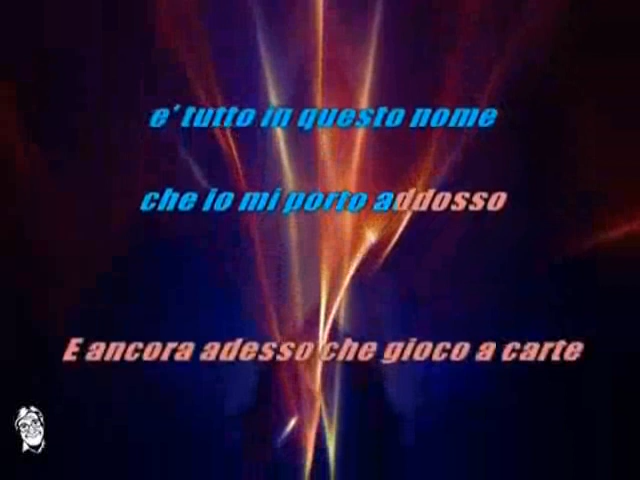 e' tutto in questo nome
che io mi porto addosso
E ancora adesso che gioco a carte